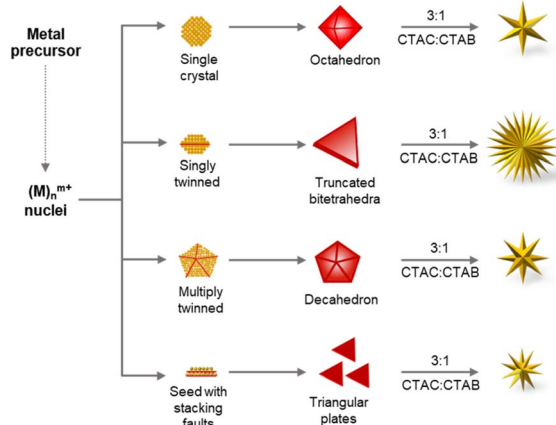 Metal
precursor
(M)ₙᵐ⁺
nuclei
Single
crystal
Octahedron
3:1
CTAC:CTAB
Singly
twinned
Truncated
bitetrahedra
3:1
CTAC:CTAB
Multiply
twinned
Decahedron
3:1
CTAC:CTAB
Seed with
stacking
faults
Triangular
plates
3:1
CTAC:CTAB